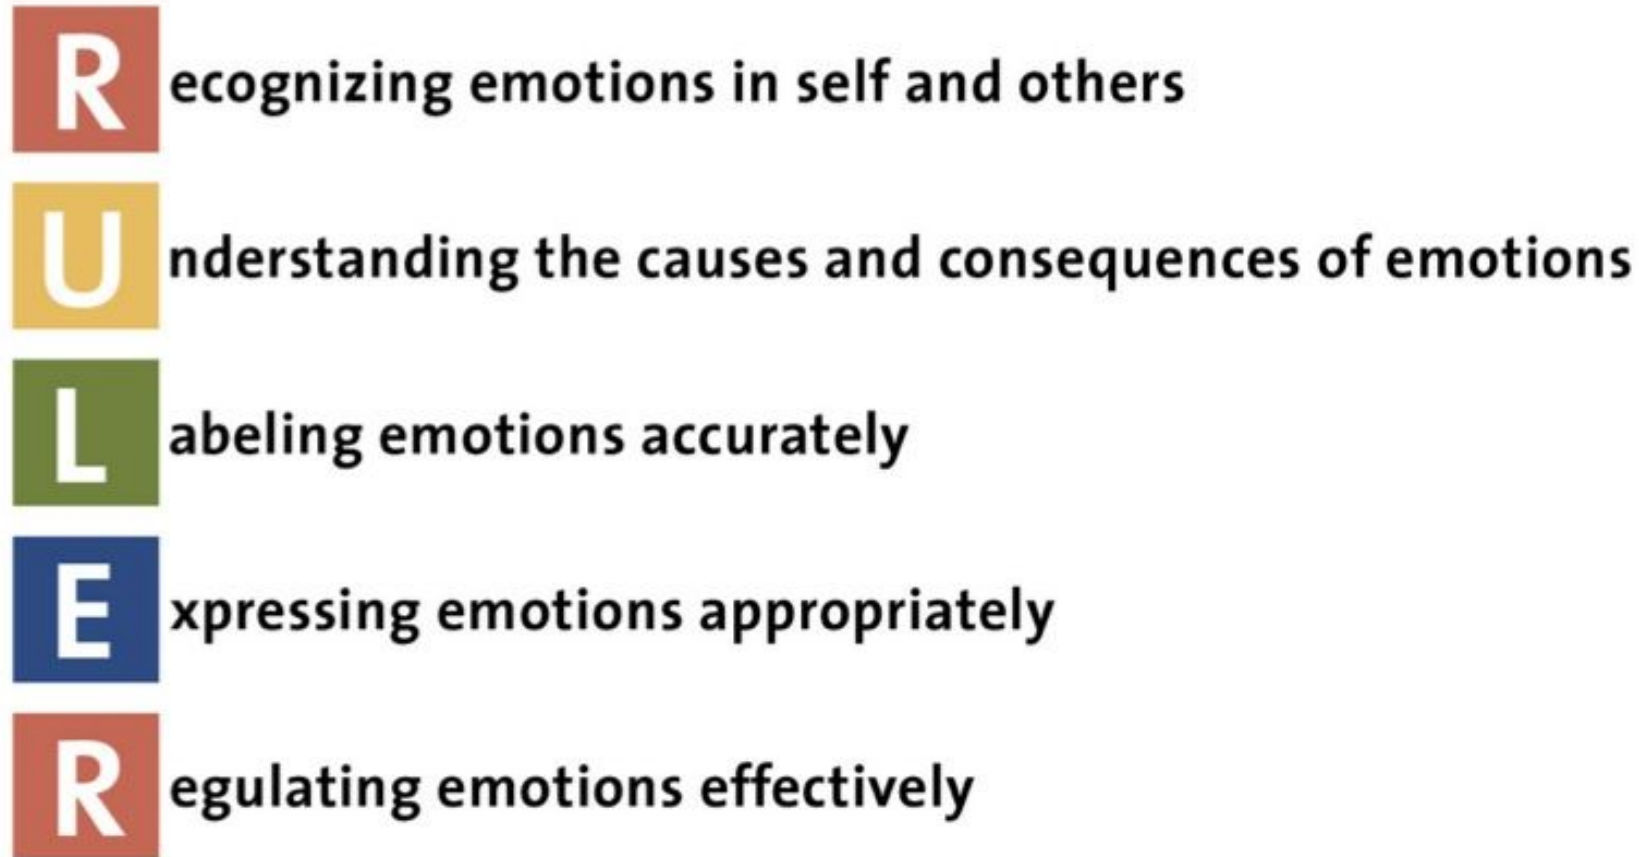 Recognizing emotions in self and others
Understanding the causes and consequences of emotions
Labeling emotions accurately
Expressing emotions appropriately
Regulating emotions effectively